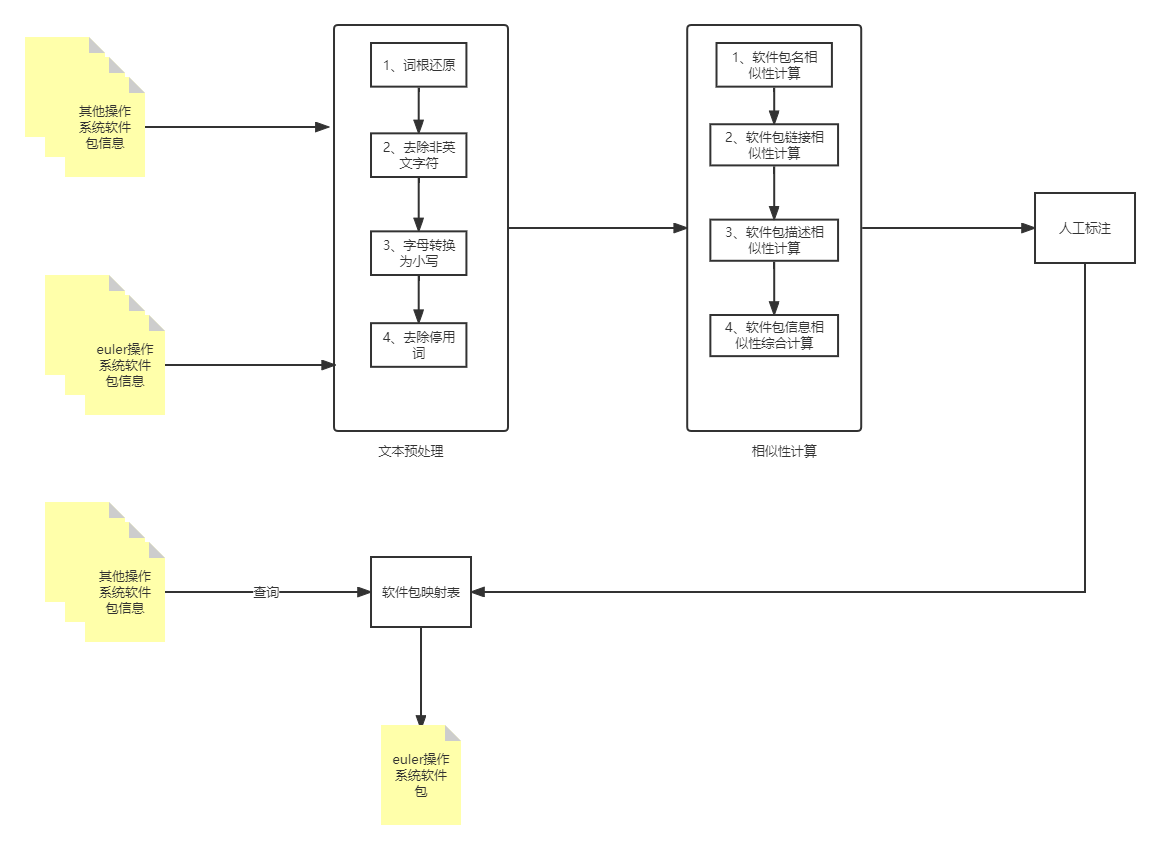 其他操作
系统软件
包信息
euler操作
系统软件
包信息
1、词根还原
2、去除非英
文字符
3、字母转换
为小写
4、去除停用
词
文本预处理
1、软件包名相
似性计算
2、软件包链接相
似性计算
3、软件包描述相
似性计算
4、软件包信息相
似性综合计算
相似性计算
人工标注
其他操作
系统软件
包信息
查询
软件包映射表
euler操作
系统软件
包